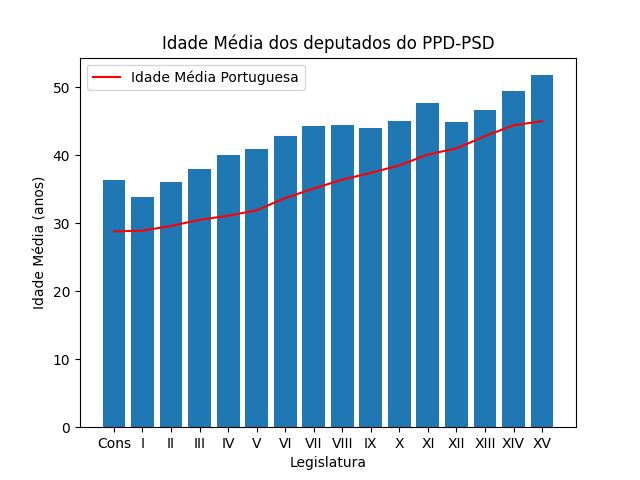 Idade Média dos deputados do PPD-PSD
Idade Média Portuguesa
50
40
30
20
10
0
Idade Média (anos)
Cons I II III IV V VI VII VIII IX X XI XII XIII XIV XV
Legislatura